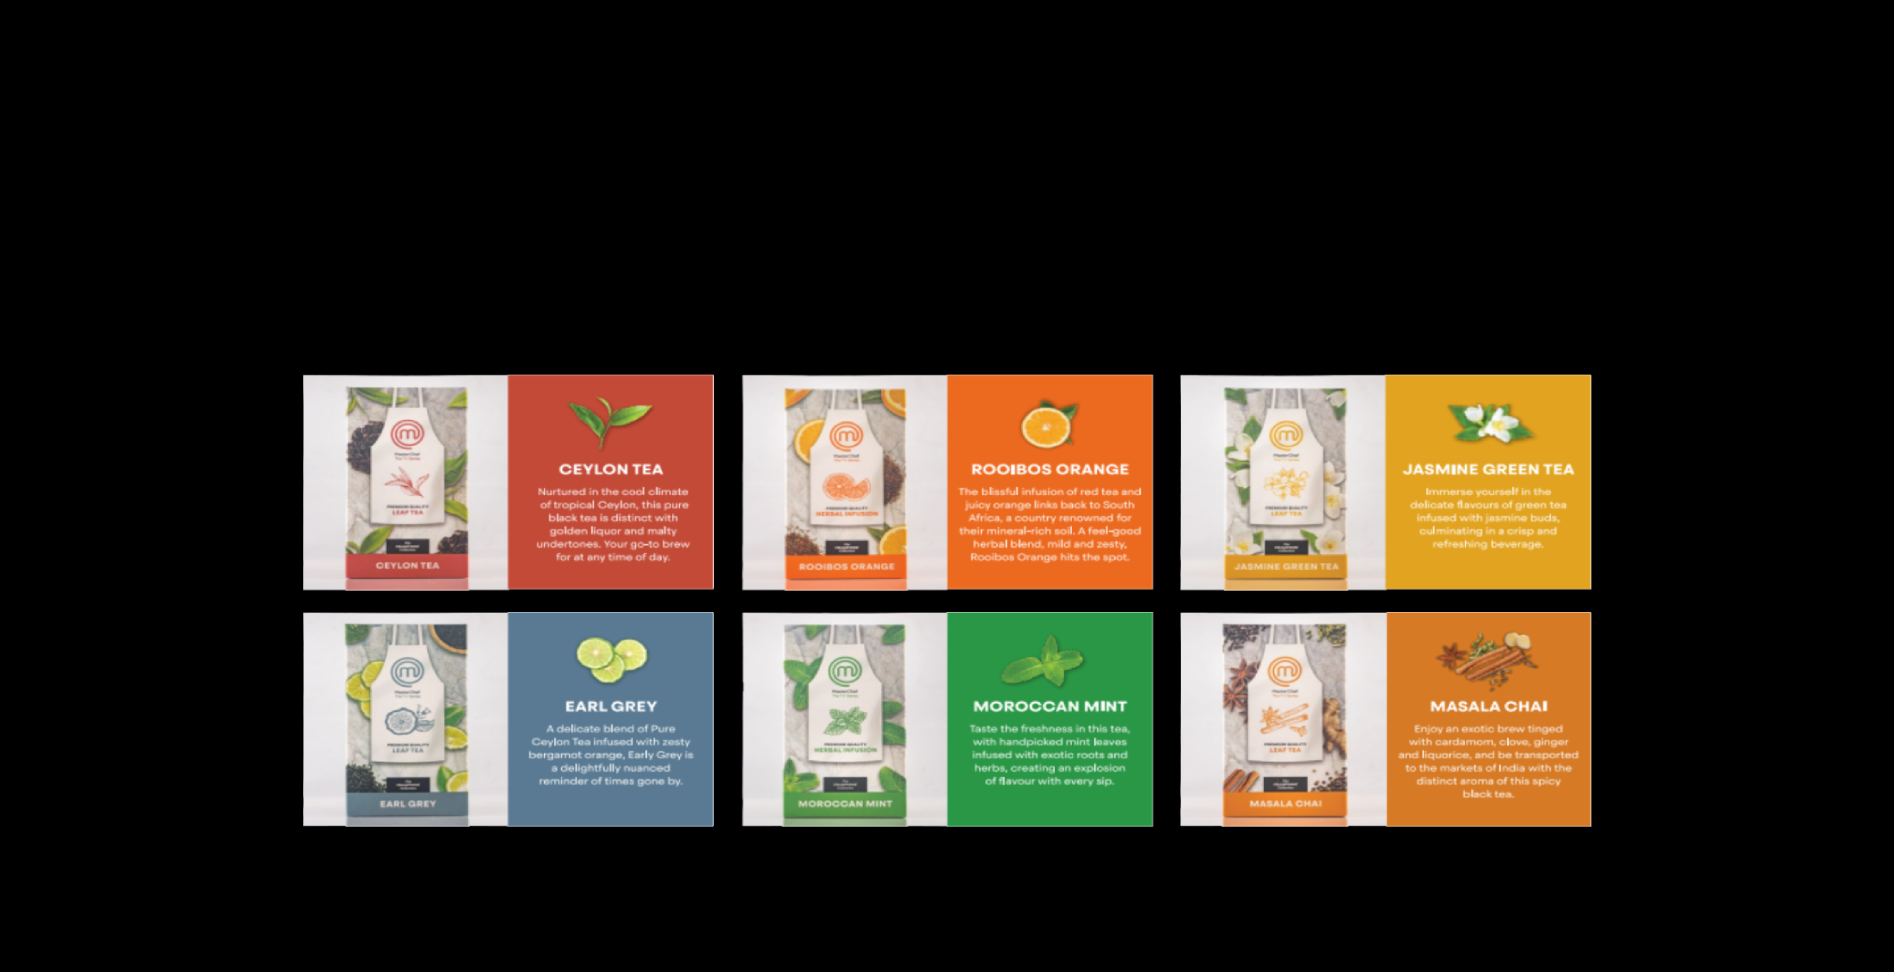 MasterChef
CEYLON TEA
Nurtured in the cool climate
of tropical Ceylon, this pure
black tea is distinct with
golden liquor and malty
undertones. Your go-to brew
for at any time of day.
PREMIUM QUALITY
LEAF TEA
CEYLON TEA
MasterChef
ROOIBOS ORANGE
The blissful infusion of red tea and
juicy orange links back to South
Africa, a country renowned for
their mineral-rich soil. A feel-good
herbal blend, mild and zesty,
Rooibos Orange hits the spot.
PREMIUM QUALITY
HERBAL INFUSION
ROOIBOS ORANGE
MasterChef
JASMINE GREEN TEA
Immerse yourself in the
delicate flavours of green tea
infused with jasmine buds,
culminating in a crisp and
refreshing beverage.
PREMIUM QUALITY
LEAF TEA
JASMINE GREEN TEA
MasterChef
EARL GREY
A delicate blend of Pure
Ceylon Tea infused with zesty
bergamot orange, Early Grey is
a delightfully nuanced
reminder of times gone by.
PREMIUM QUALITY
LEAF TEA
EARL GREY
MasterChef
MOROCCAN MINT
Taste the freshness in this tea,
with handpicked mint leaves
infused with exotic roots and
herbs, creating an explosion
of flavour with every sip.
PREMIUM QUALITY
HERBAL INFUSION
MOROCCAN MINT
MasterChef
MASALA CHAI
Enjoy an exotic brew tinged
with cardamom, clove, ginger
and liquorice, and be transported
to the markets of India with the
distinct aroma of this spicy
black tea.
PREMIUM QUALITY
LEAF TEA
MASALA CHAI